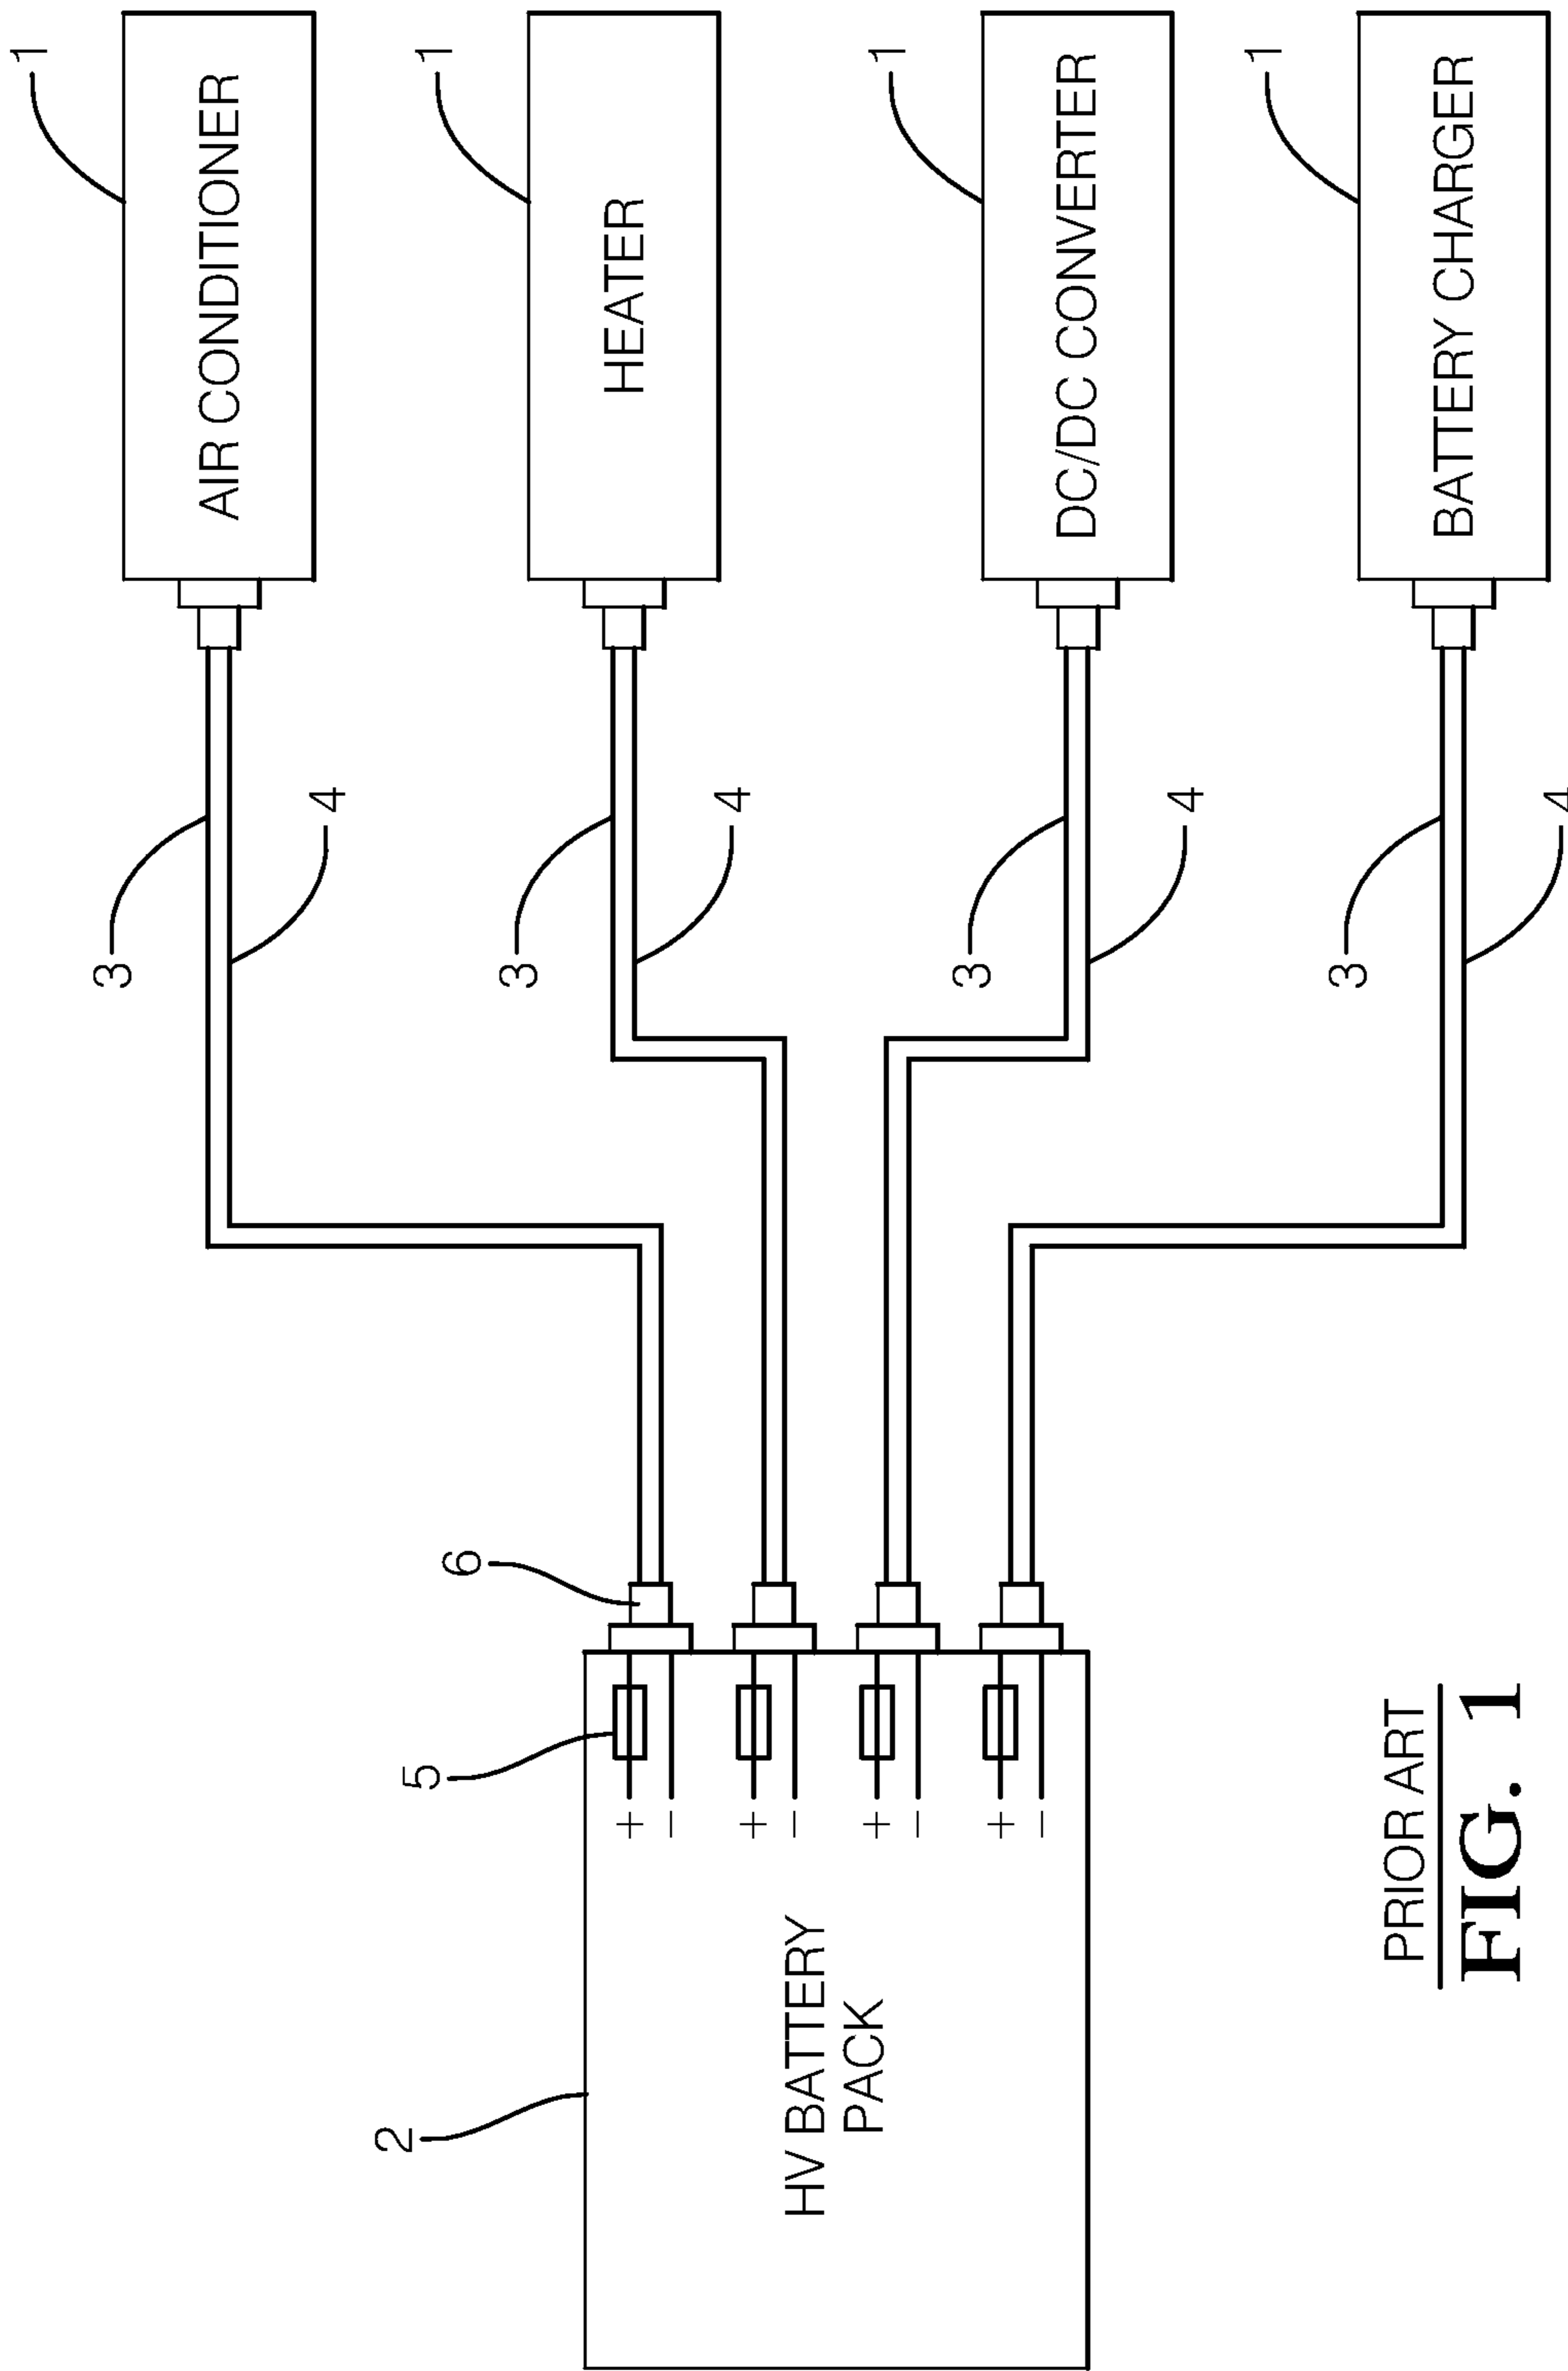 1
AIR CONDITIONER
3
4
1
HEATER
3
4
1
DC/DC CONVERTER
3
4
1
BATTERY CHARGER
3
4
6
5
+
−
+
−
+
−
+
−
2
HV BATTERY
PACK
PRIOR ART
FIG. 1